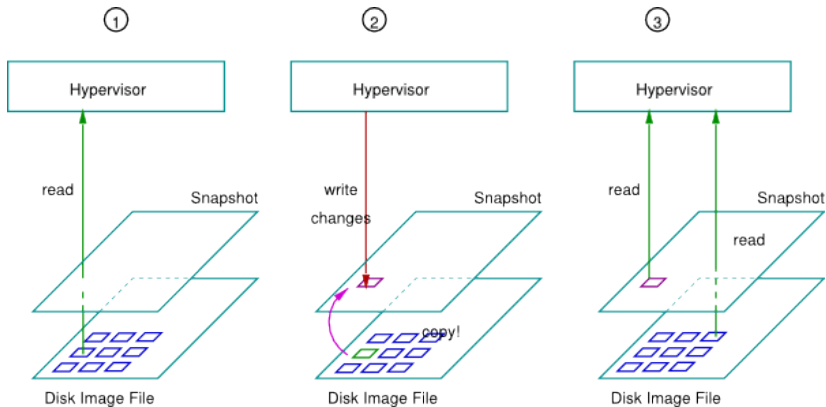 1
2
3
Hypervisor
Hypervisor
Hypervisor
read
write
changes
read
read
Snapshot
Snapshot
Snapshot
copy!
Disk Image File
Disk Image File
Disk Image File